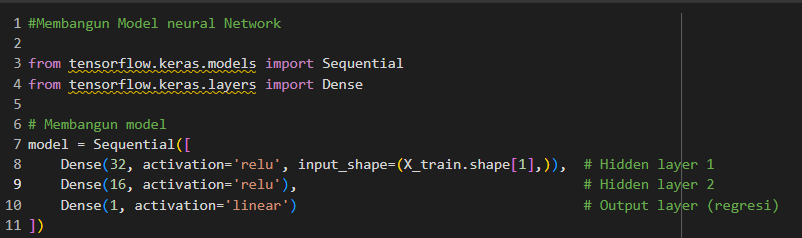 1 #Membangun Model neural Network
2
3 from tensorflow.keras.models import Sequential
4 from tensorflow.keras.layers import Dense
5
6 # Membangun model
7 model = Sequential([
8     Dense(32, activation='relu', input_shape=(X_train.shape[1],)),  # Hidden layer 1
9     Dense(16, activation='relu'),                                   # Hidden layer 2
10     Dense(1, activation='linear')                                   # Output layer (regresi)
11 ])